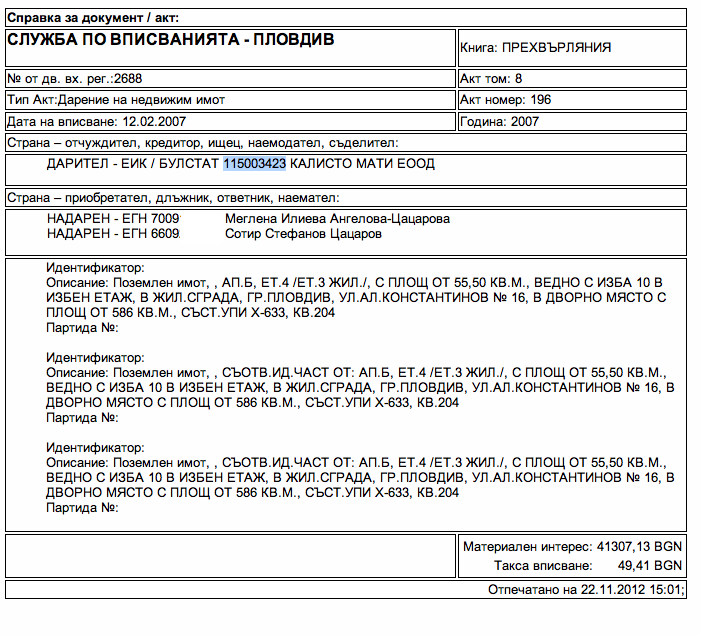 Справка за документ / акт:
СЛУЖБА ПО ВПИСВАНИЯТА - ПЛОВДИВ
Книга: ПРЕХВЪРЛЯНИЯ
№ от дв. вх. рег.:2688
Акт том: 8
Тип Акт:Дарение на недвижим имот
Акт номер: 196
Дата на вписване: 12.02.2007
Година: 2007
Страна – отчуждител, кредитор, ищец, наемодател, съделител:
ДАРИТЕЛ - ЕИК / БУЛСТАТ 115003423 КАЛИСТО МАТИ ЕООД
Страна – приобретател, длъжник, ответник, наемател:
НАДАРЕН - ЕГН 7009 Меглена Илиева Ангелова-Цацарова
НАДАРЕН - ЕГН 6609 Сотир Стефанов Цацаров
Идентификатор:
Описание: Поземлен имот, , АП.Б, ЕТ.4 /ЕТ.3 ЖИЛ./, С ПЛОЩ ОТ 55,50 КВ.М., ВЕДНО С ИЗБА 10 В
ИЗБЕН ЕТАЖ, В ЖИЛ.СГРАДА, ГР.ПЛОВДИВ, УЛ.АЛ.КОНСТАНТИНОВ № 16, В ДВОРНО МЯСТО С
ПЛОЩ ОТ 586 КВ.М., СЪСТ.УПИ X-633, КВ.204
Партида №:
Идентификатор:
Описание: Поземлен имот, , СЪОТВ.ИД.ЧАСТ ОТ: АП.Б, ЕТ.4 /ЕТ.3 ЖИЛ./, С ПЛОЩ ОТ 55,50 КВ.М.,
ВЕДНО С ИЗБА 10 В ИЗБЕН ЕТАЖ, В ЖИЛ.СГРАДА, ГР.ПЛОВДИВ, УЛ.АЛ.КОНСТАНТИНОВ № 16, В
ДВОРНО МЯСТО С ПЛОЩ ОТ 586 КВ.М., СЪСТ.УПИ X-633, КВ.204
Партида №:
Идентификатор:
Описание: Поземлен имот, , СЪОТВ.ИД.ЧАСТ ОТ: АП.Б, ЕТ.4 /ЕТ.3 ЖИЛ./, С ПЛОЩ ОТ 55,50 КВ.М.,
ВЕДНО С ИЗБА 10 В ИЗБЕН ЕТАЖ, В ЖИЛ.СГРАДА, ГР.ПЛОВДИВ, УЛ.АЛ.КОНСТАНТИНОВ № 16, В
ДВОРНО МЯСТО С ПЛОЩ ОТ 586 КВ.М., СЪСТ.УПИ X-633, КВ.204
Партида №:
Материален интерес: 41307,13 BGN
Такса вписване: 49,41 BGN
Отпечатано на 22.11.2012 15:01;